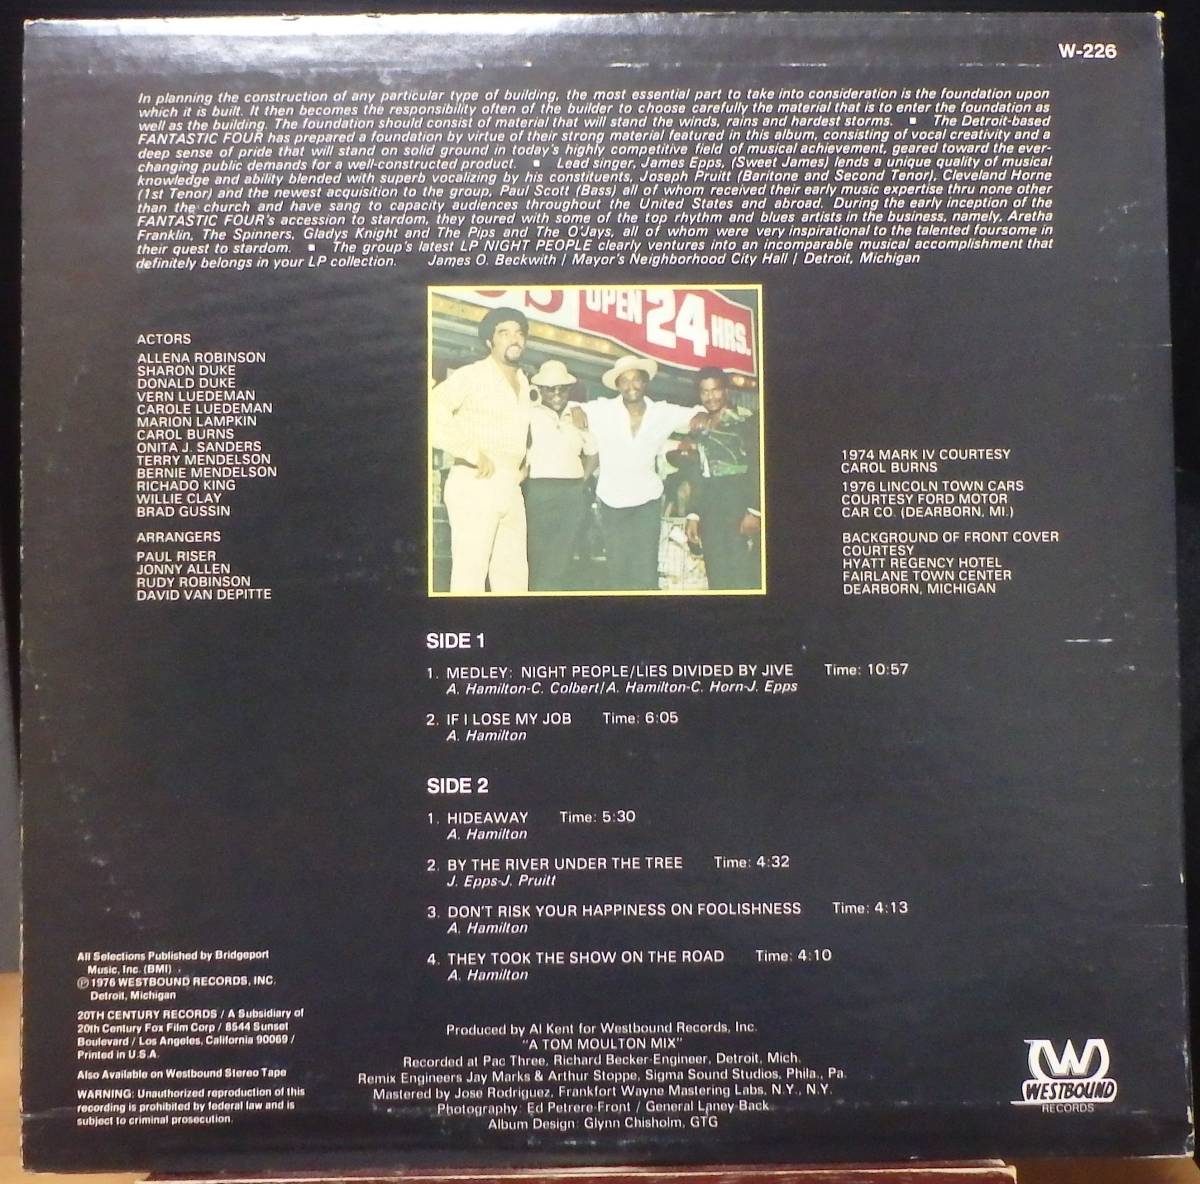 W-226
In planning the construction of any particular type of building, the most essential part to take into consideration is the foundation upon
which it is built. It then becomes the responsibility often of the builder to choose carefully the material that is to enter the foundation as
well as the building. The foundation should consist of material that will stand the winds, rains and hardest storms. ■ The Detroit-based
FANTASTIC FOUR has prepared a foundation by virtue of their strong material featured in this album, consisting of vocal creativity and a
deep sense of pride that will stand on solid ground in today's highly competitive field of musical achievement, geared toward the ever-
changing public demands for a well-constructed product. ■ Lead singer, James Epps, (Sweet James) lends a unique quality of musical
knowledge and ability blended with superb vocalizing by his constituents, Joseph Pruitt (Baritone and Second Tenor), Cleveland Horne
(1st Tenor) and the newest acquisition to the group, Paul Scott (Bass) all of whom received their early music expertise thru none other
than the church and have sang to capacity audiences throughout the United States and abroad. During the early inception of the
FANTASTIC FOUR's accession to stardom, they toured with some of the top rhythm and blues artists in the business, namely, Aretha
Franklin, The Spinners, Gladys Knight and The Pips and The O'Jays, all of whom were very inspirational to the talented foursome in
their quest to stardom. ■ The group's latest LP NIGHT PEOPLE clearly ventures into an incomparable musical accomplishment that
definitely belongs in your LP collection. James O. Beckwith / Mayor's Neighborhood City Hall / Detroit, Michigan
OPEN 24 HRS.
ACTORS
ALLENA ROBINSON
SHARON DUKE
DONALD DUKE
VERN LUEDEMAN
CAROLE LUEDEMAN
MARION LAMPKIN
CAROL BURNS
ONITA J. SANDERS
TERRY MENDELSON
BERNIE MENDELSON
RICHADO KING
WILLIE CLAY
BRAD GUSSIN
ARRANGERS
PAUL RISER
JONNY ALLEN
RUDY ROBINSON
DAVID VAN DEPITTE
1974 MARK IV COURTESY
CAROL BURNS
1976 LINCOLN TOWN CARS
COURTESY FORD MOTOR
CAR CO. (DEARBORN, MI.)
BACKGROUND OF FRONT COVER
COURTESY
HYATT REGENCY HOTEL
FAIRLANE TOWN CENTER
DEARBORN, MICHIGAN
SIDE 1
1. MEDLEY: NIGHT PEOPLE/LIES DIVIDED BY JIVE Time: 10:57
A. Hamilton-C. Colbert/A. Hamilton-C. Horn-J. Epps
2. IF I LOSE MY JOB Time: 6:05
A. Hamilton
SIDE 2
1. HIDEAWAY Time: 5:30
A. Hamilton
2. BY THE RIVER UNDER THE TREE Time: 4:32
J. Epps-J. Pruitt
3. DON'T RISK YOUR HAPPINESS ON FOOLISHNESS Time: 4:13
A. Hamilton
4. THEY TOOK THE SHOW ON THE ROAD Time: 4:10
A. Hamilton
All Selections Published by Bridgeport
Music, Inc. (BMI)
℗ 1976 WESTBOUND RECORDS, INC.
Detroit, Michigan
20TH CENTURY RECORDS / A Subsidiary of
20th Century Fox Film Corp / 8544 Sunset
Boulevard / Los Angeles, California 90069 /
Printed in U.S.A.
Also Available on Westbound Stereo Tape
WARNING: Unauthorized reproduction of this
recording is prohibited by federal law and is
subject to criminal prosecution.
Produced by Al Kent for Westbound Records, Inc.
"A TOM MOULTON MIX"
Recorded at Pac Three, Richard Becker-Engineer, Detroit, Mich.
Remix Engineers Jay Marks & Arthur Stoppe, Sigma Sound Studios, Phila., Pa.
Mastered by Jose Rodriguez, Frankfort Wayne Mastering Labs, N.Y., N.Y.
Photography: Ed Petrere-Front / General Laney-Back
Album Design: Glynn Chisholm, GTG
W
WESTBOUND
RECORDS